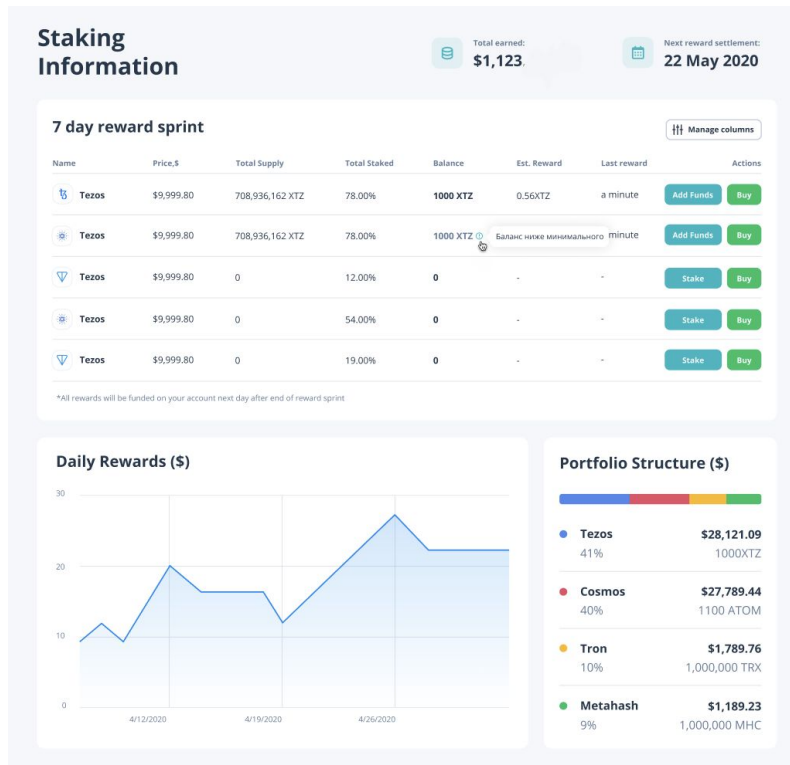 Staking
Information
Total earned:
$1,123
Next reward settlement:
22 May 2020
7 day reward sprint
Manage columns
Name Price,$ Total Supply Total Staked Balance Est. Reward Last reward Actions
Tezos $9,999.80 708,936,162 XTZ 78.00% 1000 XTZ 0.56XTZ a minute Add Funds Buy
Tezos $9,999.80 708,936,162 XTZ 78.00% 1000 XTZ Баланс ниже минимального minute Add Funds Buy
Tezos $9,999.80 0 12.00% 0 - - Stake Buy
Tezos $9,999.80 0 54.00% 0 - - Stake Buy
Tezos $9,999.80 0 19.00% 0 - - Stake Buy
*All rewards will be funded on your account next day after end of reward sprint
Daily Rewards ($)
30
20
10
0
4/12/2020 4/19/2020 4/26/2020
Portfolio Structure ($)
Tezos $28,121.09
41% 1000XTZ
Cosmos $27,789.44
40% 1100 ATOM
Tron $1,789.76
10% 1,000,000 TRX
Metahash $1,189.23
9% 1,000,000 MHC